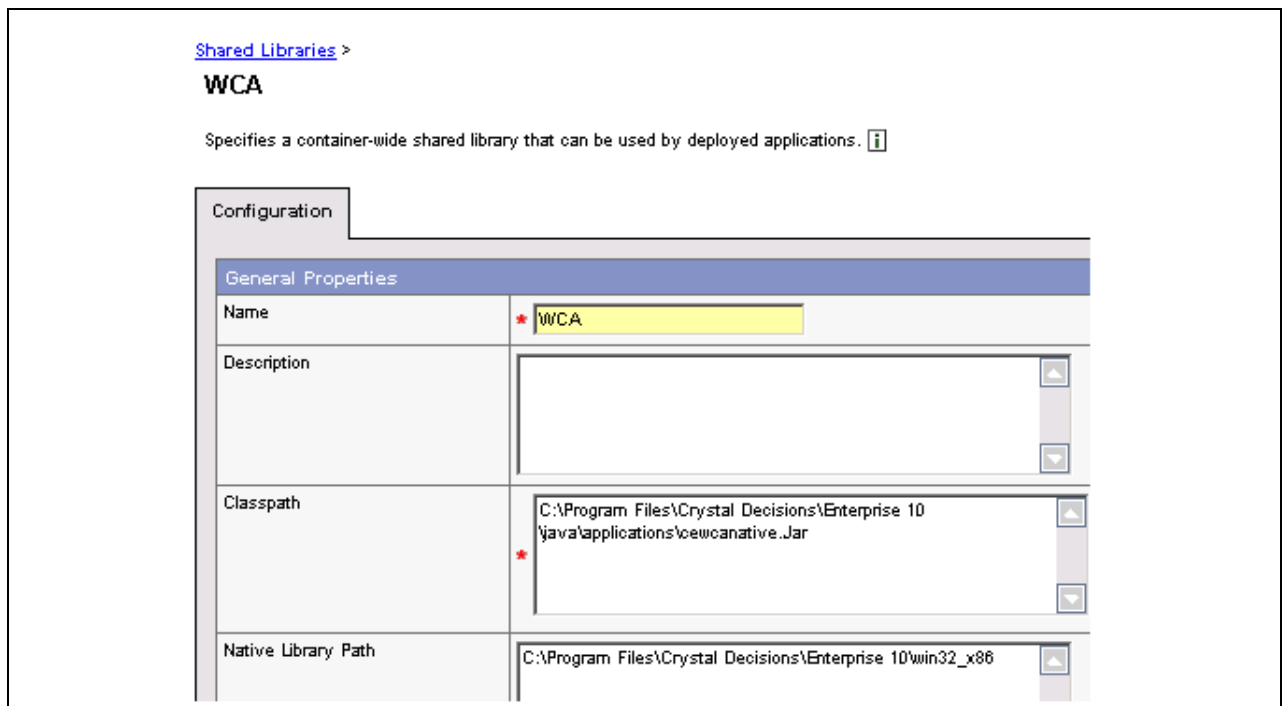 Shared Libraries >
WCA
Specifies a container-wide shared library that can be used by deployed applications. i
Configuration
General Properties
Name
* WCA
Description
Classpath
* C:\Program Files\Crystal Decisions\Enterprise 10
\java\applications\cewcanative.Jar
Native Library Path
C:\Program Files\Crystal Decisions\Enterprise 10\win32_x86